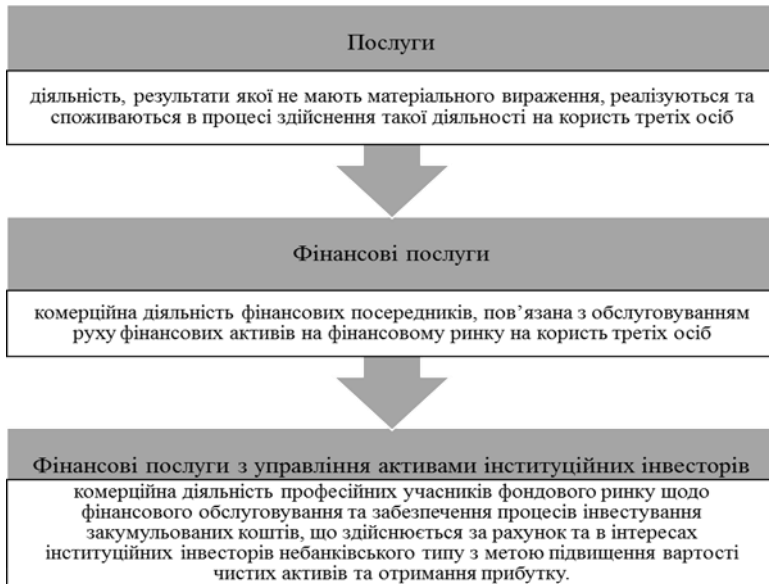 Послуги
діяльність, результати якої не мають матеріального вираження, реалізуються та
споживаються в процесі здійснення такої діяльності на користь третіх осіб
Фінансові послуги
комерційна діяльність фінансових посередників, пов’язана з обслуговуванням
руху фінансових активів на фінансовому ринку на користь третіх осіб
Фінансові послуги з управління активами інституційних інвесторів
комерційна діяльність професійних учасників фондового ринку щодо
фінансового обслуговування та забезпечення процесів інвестування
закумульованих коштів, що здійснюється за рахунок та в інтересах
інституційних інвесторів небанківського типу з метою підвищення вартості
чистих активів та отримання прибутку.